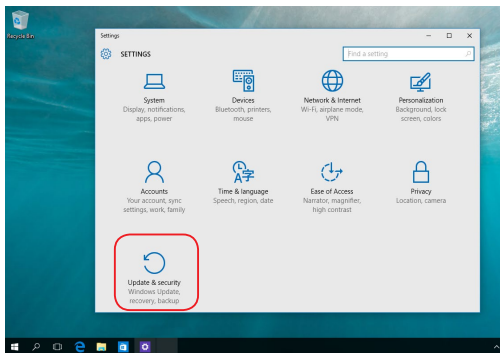 Recycle Bin
Settings
SETTINGS
Find a setting
System
Display, notifications,
apps, power
Devices
Bluetooth, printers,
mouse
Network & Internet
Wi-Fi, airplane mode,
VPN
Personalization
Background, lock
screen, colors
Accounts
Your account, sync
settings, work, family
Time & language
Speech, region, date
Ease of Access
Narrator, magnifier,
high contrast
Privacy
Location, camera
Update & security
Windows Update,
recovery, backup